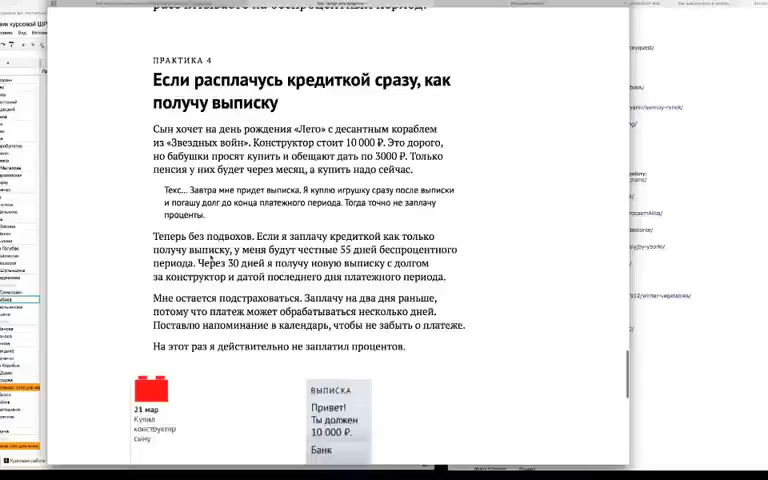 рассчитывают на беспроцентный период.
ПРАКТИКА 4
Если расплачусь кредиткой сразу, как
получу выписку
Сын хочет на день рождения «Лего» с десантным кораблем
из «Звездных войн». Конструктор стоит 10 000 ₽. Это дорого,
но бабушки просят купить и обещают дать по 3000 ₽. Только
пенсия у них будет через месяц, а купить надо сейчас.
Текс... Завтра мне придет выписка. Я куплю игрушку сразу после выписки
и погашу долг до конца платежного периода. Тогда точно не заплачу
проценты.
Теперь без подвохов. Если я заплачу кредиткой как только
получу выписку, у меня будут честные 55 дней беспроцентного
периода. Через 30 дней я получу новую выписку с долгом
за конструктор и датой последнего дня платежного периода.
Мне остается подстраховаться. Заплачу на два дня раньше,
потому что платеж может обрабатываться несколько дней.
Поставлю напоминание в календарь, чтобы не забыть о платеже.
На этот раз я действительно не заплатил процентов.
21 мар
Купил
конструктор
сыну
ВЫПИСКА
Привет!
Ты должен
10 000 ₽.
Банк